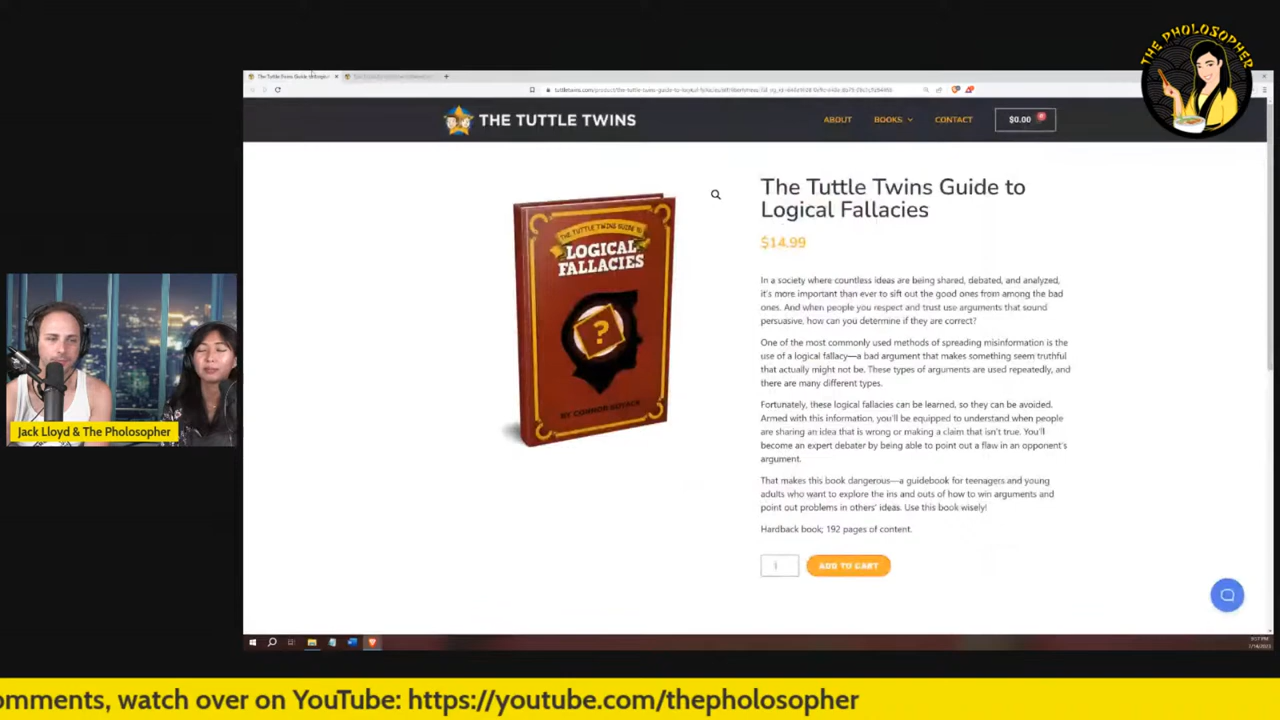 THE PHOLOSOPHER
The Tuttle Twins Guide to Logical
THE TUTTLE TWINS
ABOUT
BOOKS
CONTACT
$0.00
The Tuttle Twins Guide to
Logical Fallacies
$14.99
THE TUTTLE TWINS GUIDE TO
LOGICAL
FALLACIES
?
BY CONNOR BOYACK
In a society where countless ideas are being shared, debated, and analyzed,
it's more important than ever to sift out the good ones from among the bad
ones. And when people you respect and trust use arguments that sound
persuasive, how can you determine if they are correct?
One of the most commonly used methods of spreading misinformation is the
use of a logical fallacy—a bad argument that makes something seem truthful
that actually might not be. These types of arguments are used repeatedly, and
there are many different types.
Fortunately, these logical fallacies can be learned, so they can be avoided.
Armed with this information, you'll be equipped to understand when people
are sharing an idea that is wrong or making a claim that isn't true. You'll
become an expert debater by being able to point out a flaw in an opponent's
argument.
That makes this book dangerous—a guidebook for teenagers and young
adults who want to explore the ins and outs of how to win arguments and
point out problems in others' ideas. Use this book wisely!
Hardback book; 192 pages of content.
1
ADD TO CART
Jack Lloyd & The Pholosopher
omments, watch over on YouTube: https://youtube.com/thepholosopher